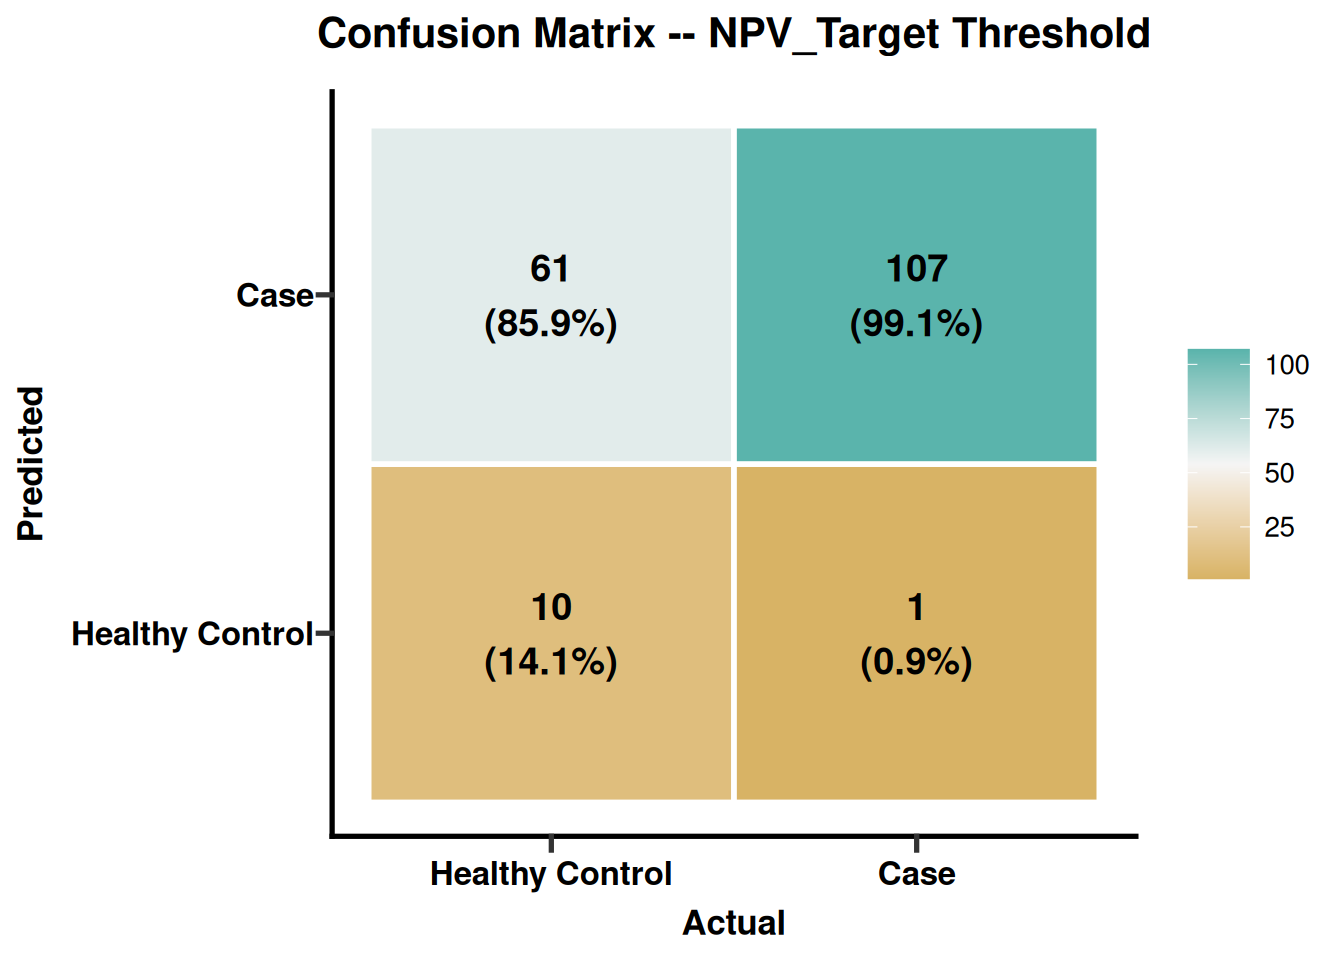 Confusion Matrix -- NPV_Target Threshold
Predicted
Case
Healthy Control
61
(85.9%)
107
(99.1%)
10
(14.1%)
1
(0.9%)
Healthy Control
Case
Actual
100
75
50
25